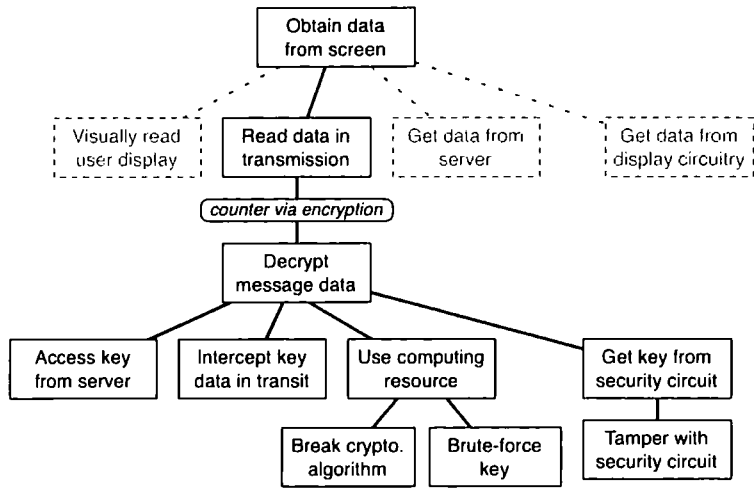 Obtain data
from screen
Visually read
user display
Read data in
transmission
Get data from
server
Get data from
display circuitry
counter via encryption
Decrypt
message data
Access key
from server
Intercept key
data in transit
Use computing
resource
Get key from
security circuit
Break crypto.
algorithm
Brute-force
key
Tamper with
security circuit